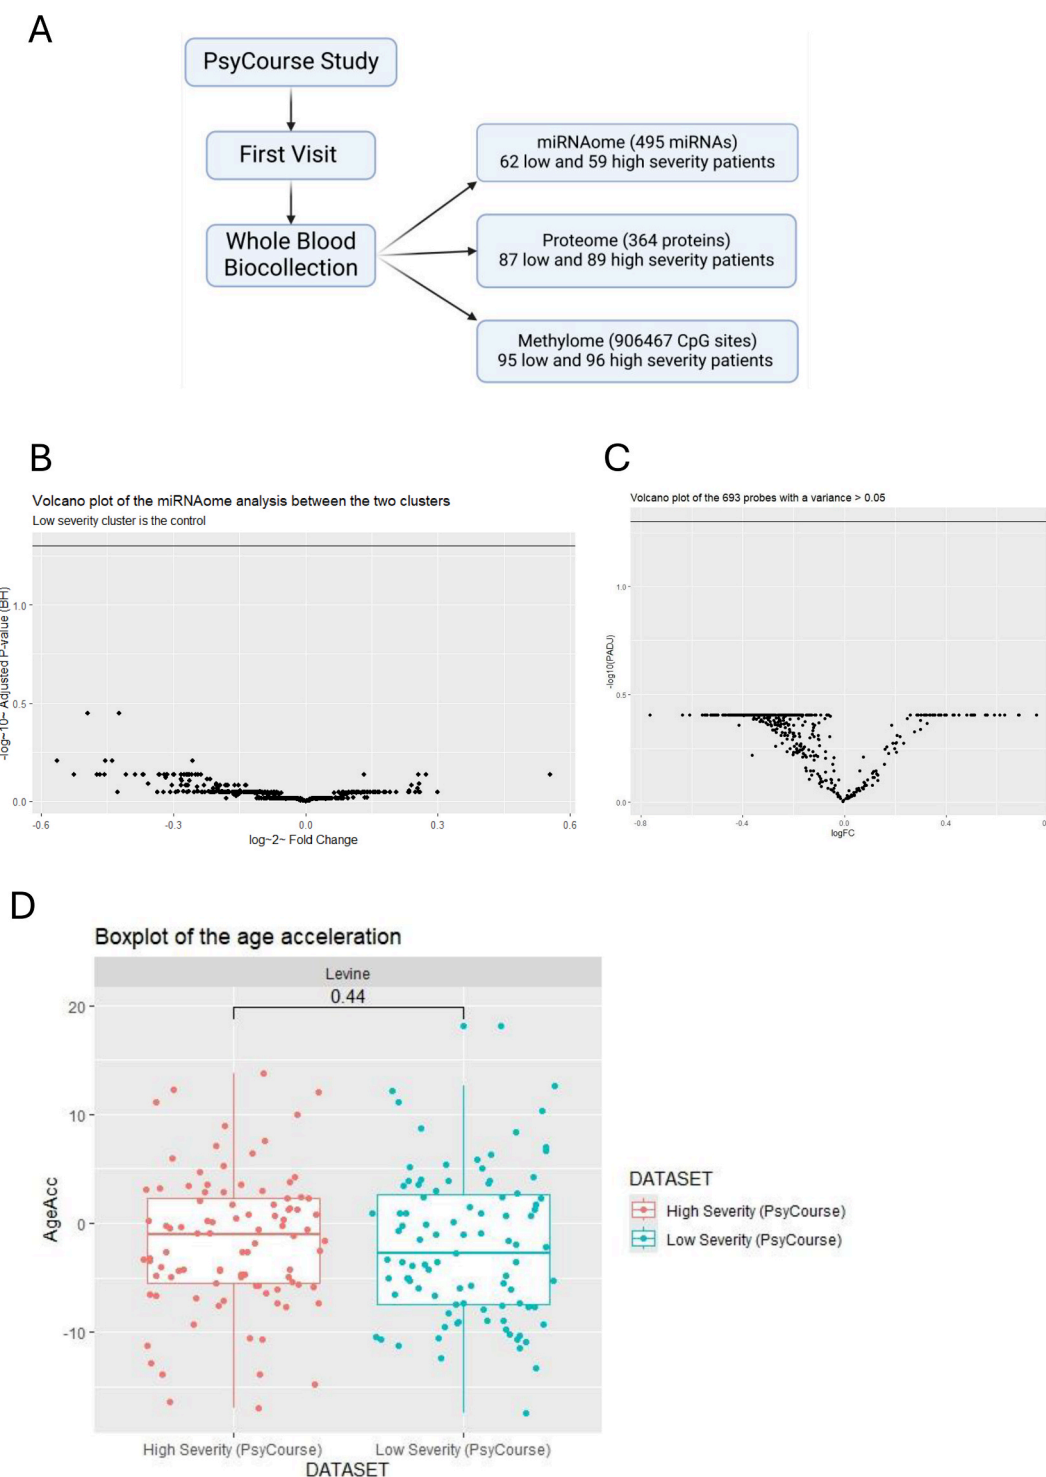 A
PsyCourse Study
First Visit
Whole Blood
Biocollection
miRNAome (495 miRNAs)
62 low and 59 high severity patients
Proteome (364 proteins)
87 low and 89 high severity patients
Methylome (906467 CpG sites)
95 low and 96 high severity patients
B
Volcano plot of the miRNAome analysis between the two clusters
Low severity cluster is the control
-log~10~ Adjusted P-value (BH)
1.0
0.5
0.0
-0.6 -0.3 0.0 0.3 0.6
log~2~ Fold Change
C
Volcano plot of the 693 probes with a variance > 0.05
-log10(PADJ)
1.0
0.5
0.0
-0.8 -0.4 0.0 0.4
logFC
D
Boxplot of the age acceleration
Levine
0.44
AgeAcc
20
10
0
-10
High Severity (PsyCourse) Low Severity (PsyCourse)
DATASET
DATASET
High Severity (PsyCourse)
Low Severity (PsyCourse)